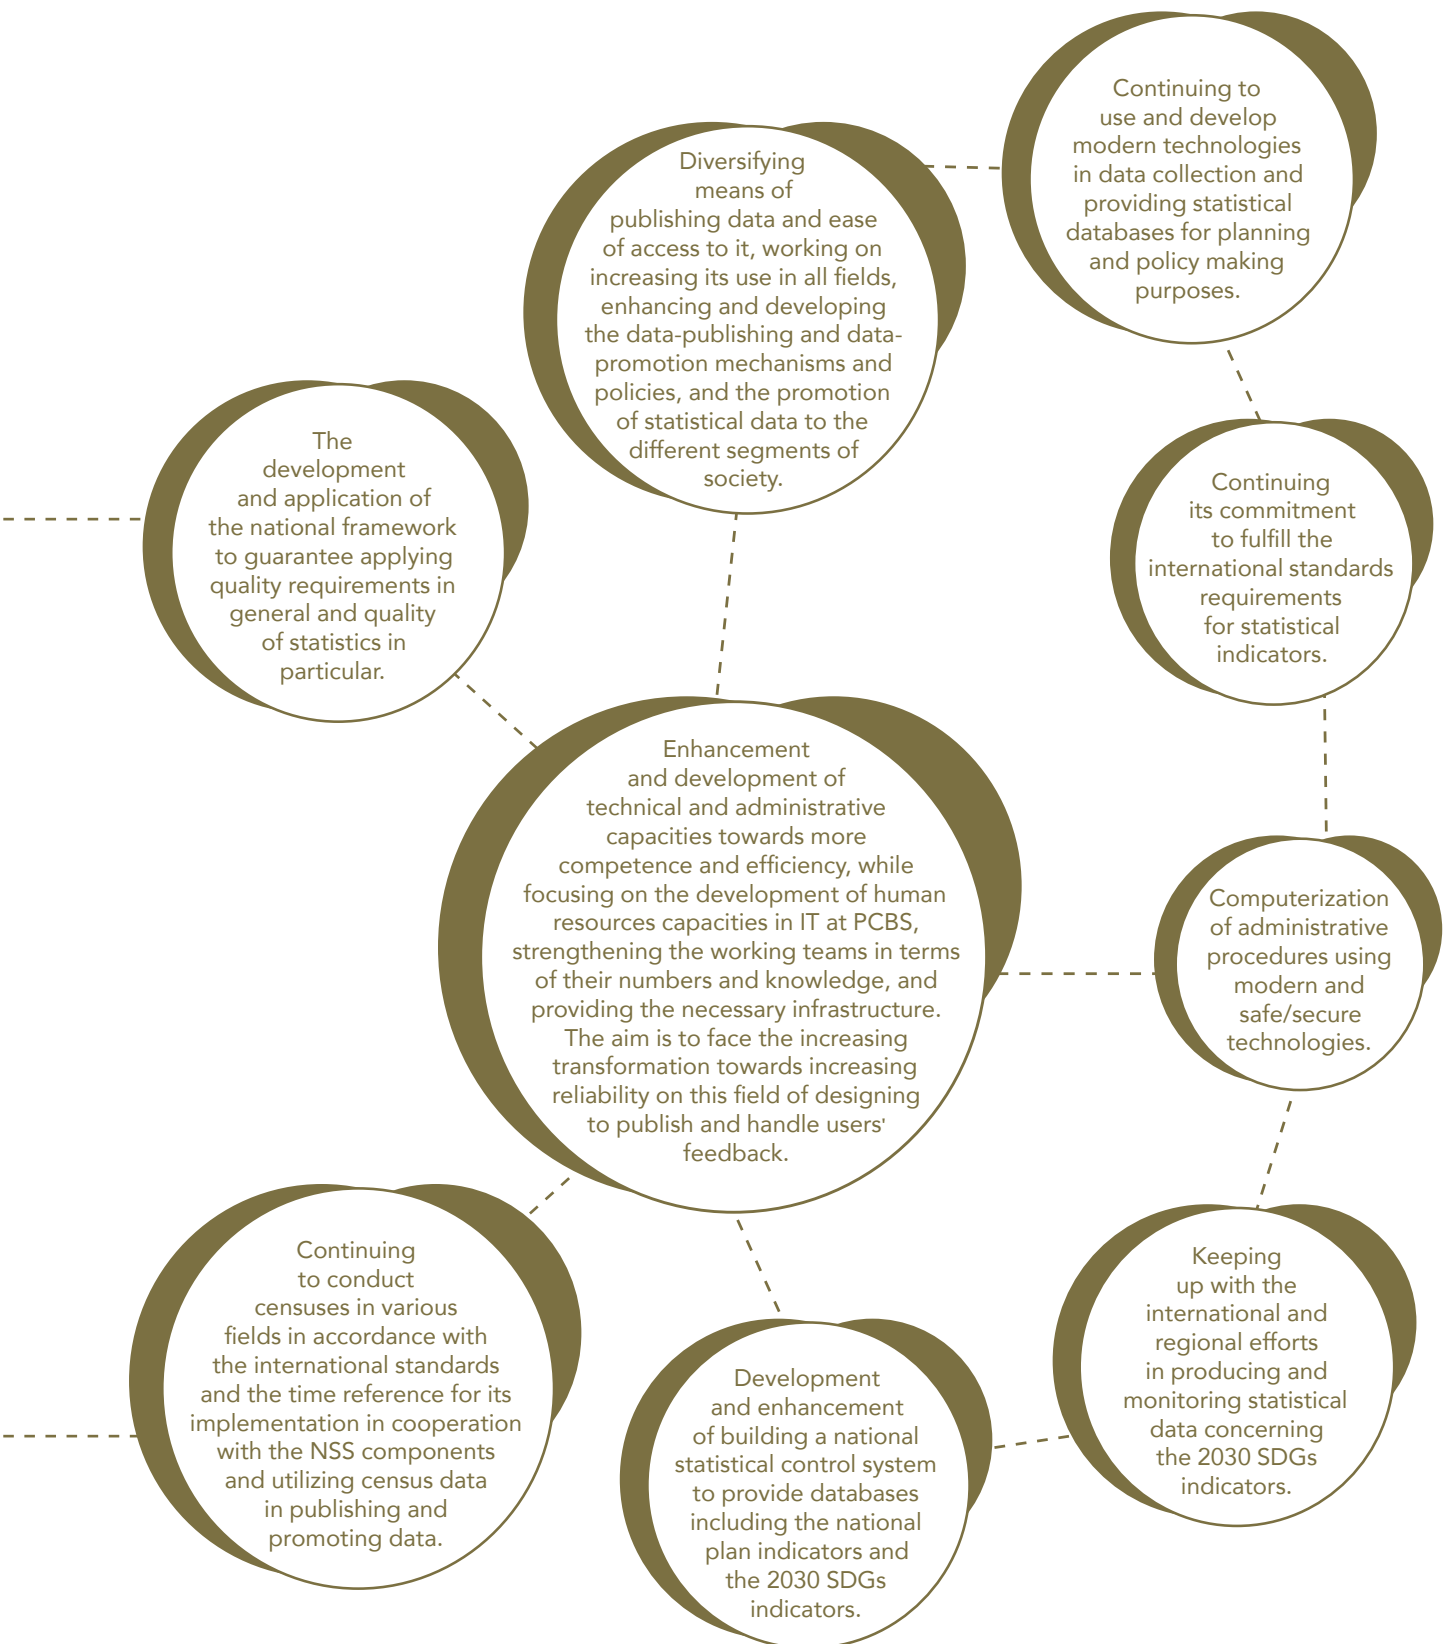 Continuing to
use and develop
modern technologies
in data collection and
providing statistical
databases for planning
and policy making
purposes.
Diversifying
means of
publishing data and ease
of access to it, working on
increasing its use in all fields,
enhancing and developing
the data-publishing and data-
promotion mechanisms and
policies, and the promotion
of statistical data to the
different segments of
society.
The
development
and application of
the national framework
to guarantee applying
quality requirements in
general and quality
of statistics in
particular.
Continuing
its commitment
to fulfill the
international standards
requirements
for statistical
indicators.
Enhancement
and development of
technical and administrative
capacities towards more
competence and efficiency, while
focusing on the development of human
resources capacities in IT at PCBS,
strengthening the working teams in terms
of their numbers and knowledge, and
providing the necessary infrastructure.
The aim is to face the increasing
transformation towards increasing
reliability on this field of designing
to publish and handle users'
feedback.
Computerization
of administrative
procedures using
modern and
safe/secure
technologies.
Continuing
to conduct
censuses in various
fields in accordance with
the international standards
and the time reference for its
implementation in cooperation
with the NSS components
and utilizing census data
in publishing and
promoting data.
Development
and enhancement
of building a national
statistical control system
to provide databases
including the national
plan indicators and
the 2030 SDGs
indicators.
Keeping
up with the
international and
regional efforts
in producing and
monitoring statistical
data concerning
the 2030 SDGs
indicators.